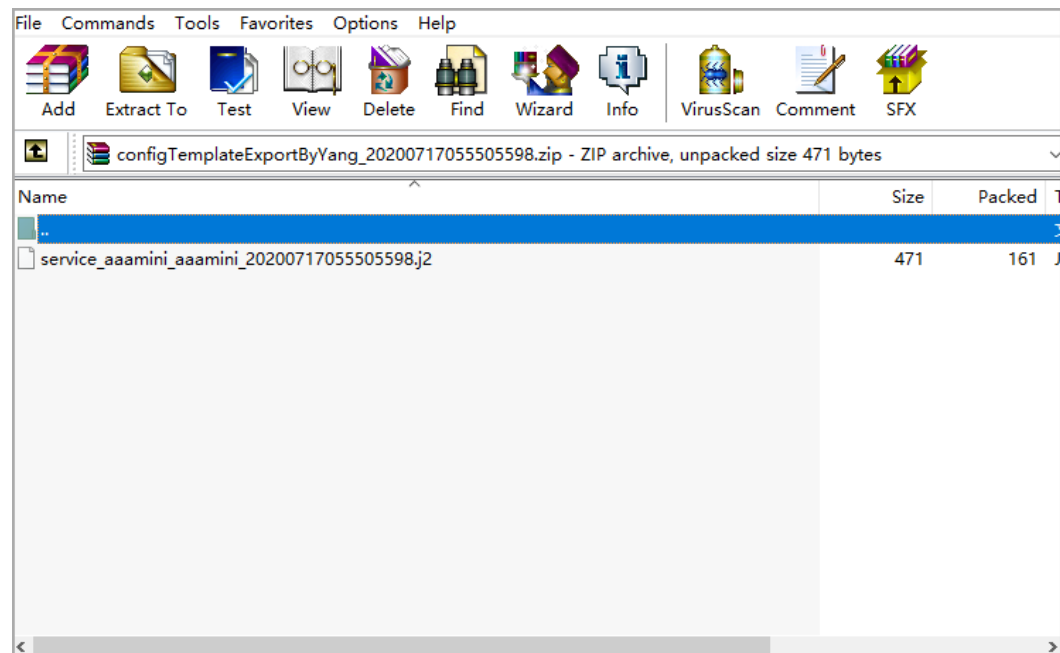 File Commands Tools Favorites Options Help
Add Extract To Test View Delete Find Wizard Info VirusScan Comment SFX
configTemplateExportByYang_20200717055505598.zip - ZIP archive, unpacked size 471 bytes
Name Size Packed
..
service_aaamini_aaamini_20200717055505598.j2 471 161